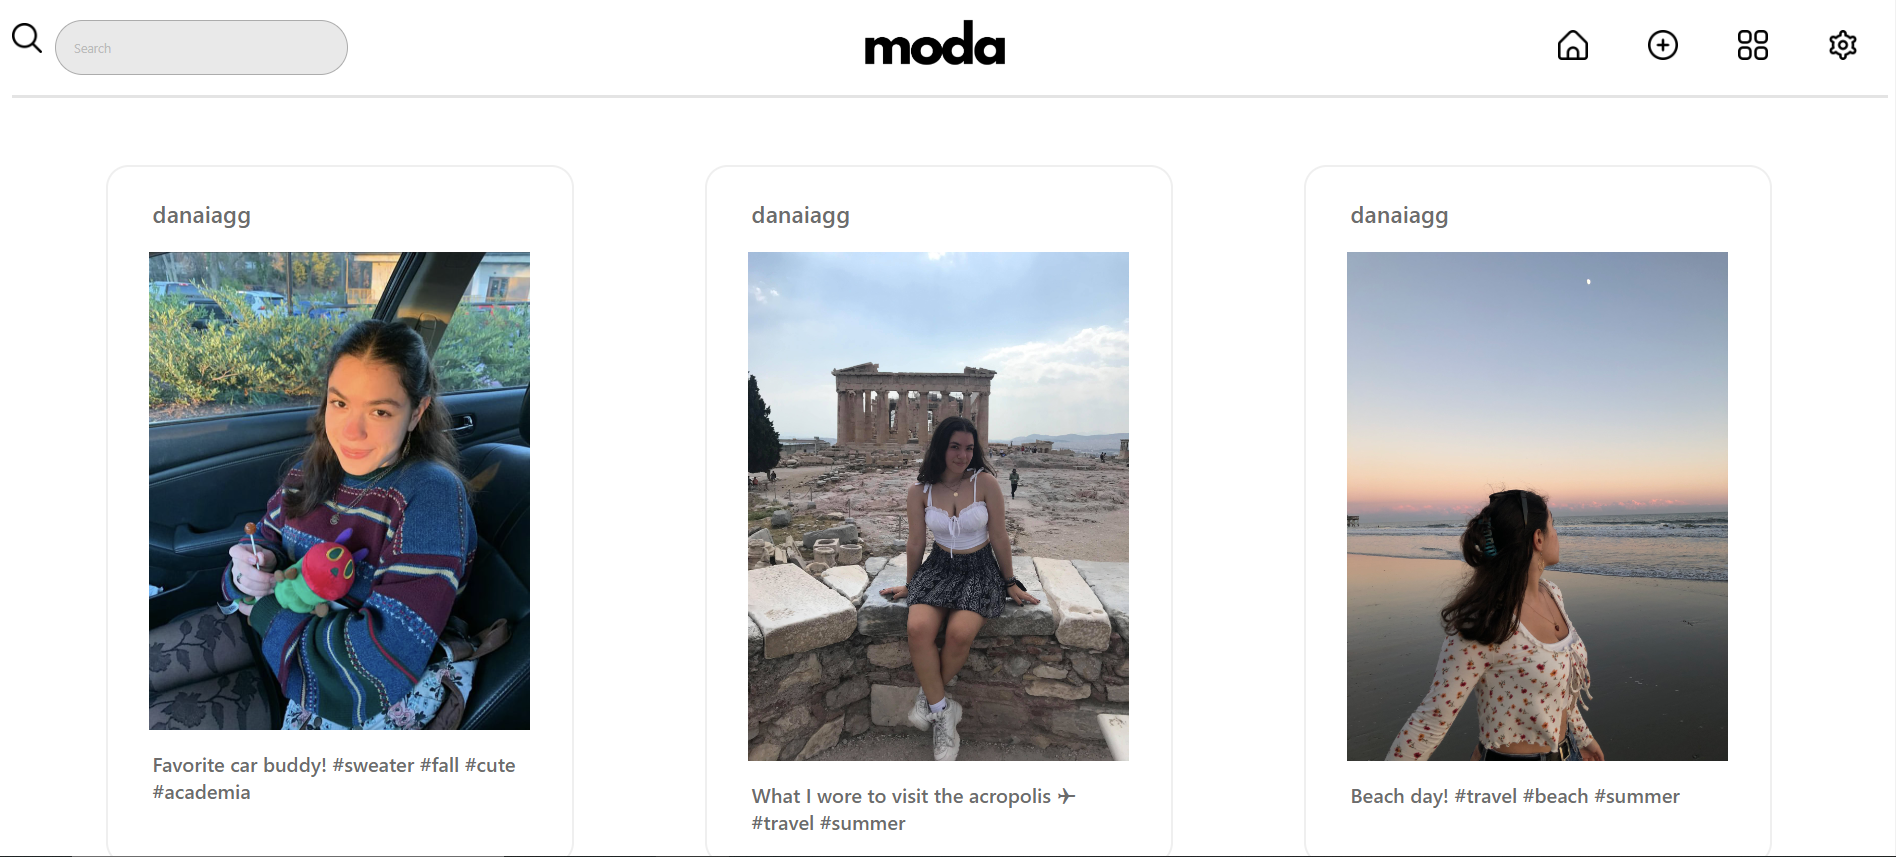 Search
moda
danaiagg
Favorite car buddy! #sweater #fall #cute
#academia
danaiagg
What I wore to visit the acropolis ✈
#travel #summer
danaiagg
Beach day! #travel #beach #summer